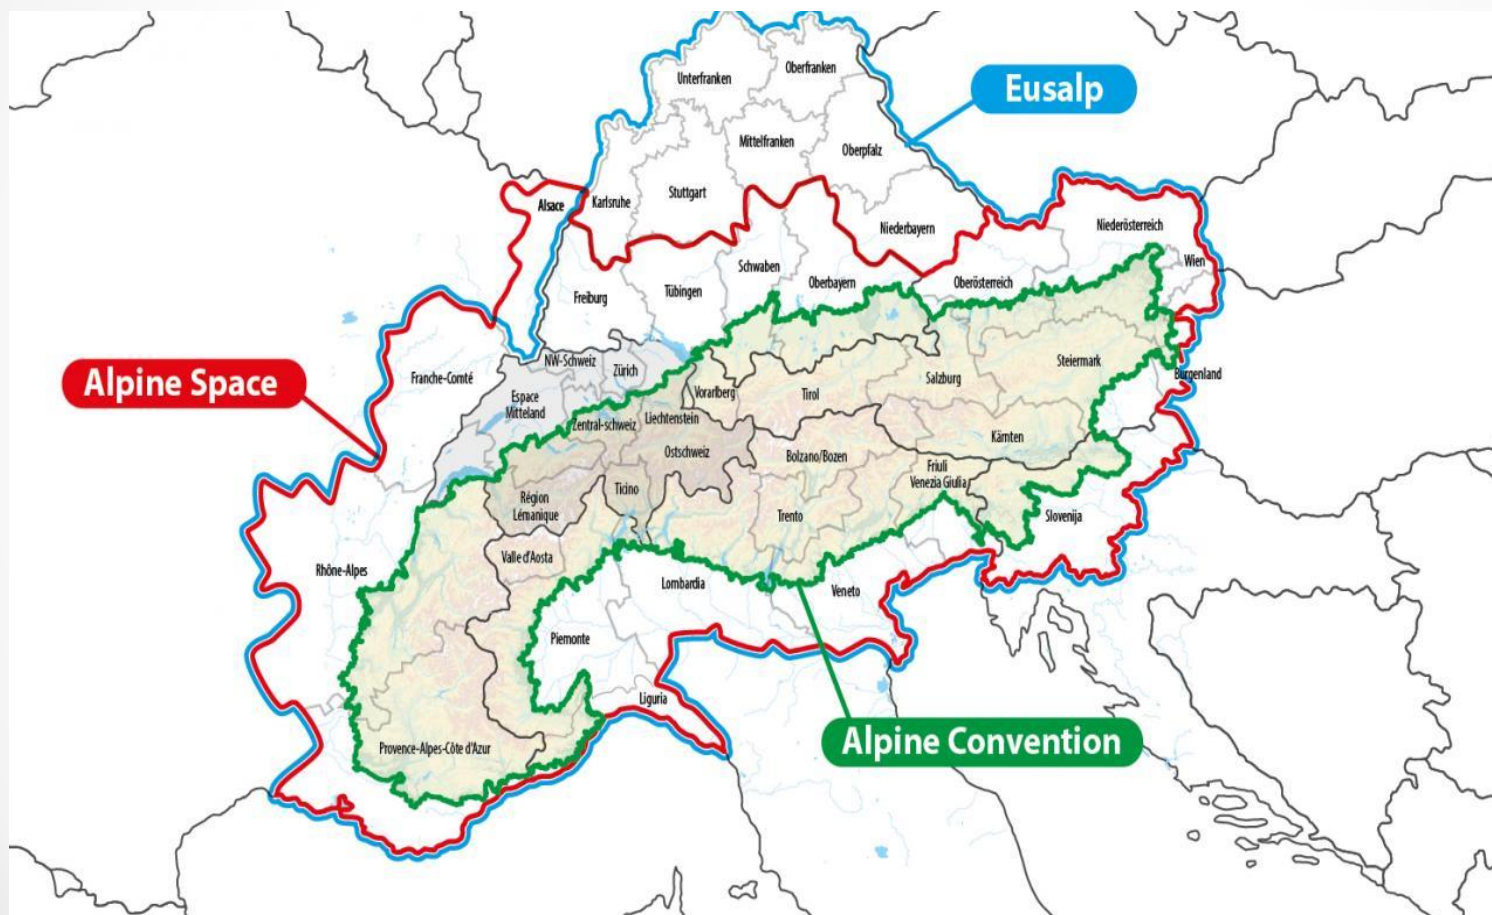 Unterfranken
Oberfranken
Eusalp
Mittelfranken
Oberpfalz
Alsace
Karlsruhe
Stuttgart
Niederbayern
Niederösterreich
Wien
Schwaben
Oberbayern
Oberösterreich
Freiburg
Tübingen
Alpine Space
Franche-Comté
NW-Schweiz
Zürich
Steiermark
Burgenland
Espace
Mitteland
Vorarlberg
Tirol
Salzburg
Zentral-schweiz
Liechtenstein
Ostschweiz
Kärnten
Bolzano/Bozen
Friuli
Venezia Giulia
Région
Lémanique
Ticino
Trento
Slovenija
Valle d'Aosta
Rhône-Alpes
Lombardia
Veneto
Piemonte
Liguria
Provence-Alpes-Côte d'Azur
Alpine Convention